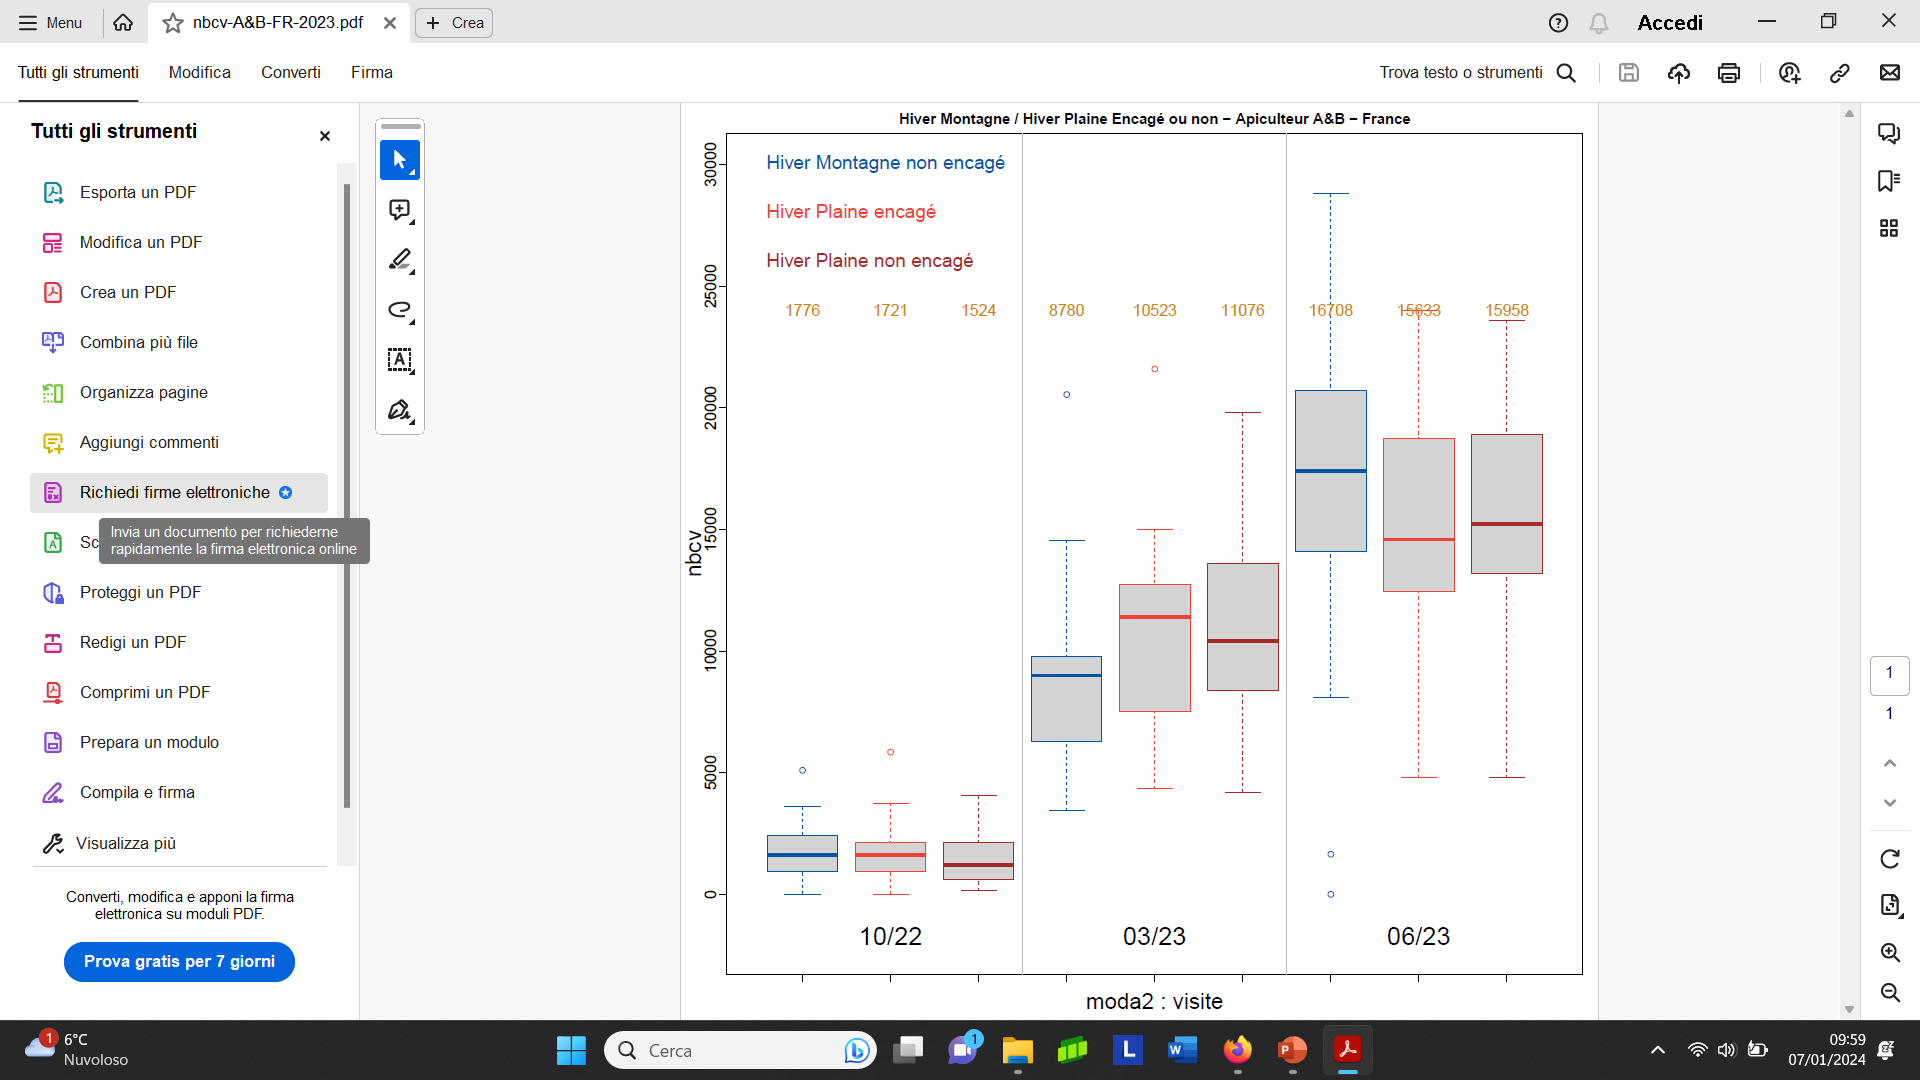 Menu
nbcv-A&B-FR-2023.pdf
Crea
Accedi
Tutti gli strumenti
Modifica
Converti
Firma
Trova testo o strumenti
Tutti gli strumenti
Esporta un PDF
Modifica un PDF
Crea un PDF
Combina più file
Organizza pagine
Aggiungi commenti
Richiedi firme elettroniche
Invia un documento per richiederne
rapidamente la firma elettronica online
Sc
Proteggi un PDF
Redigi un PDF
Comprimi un PDF
Prepara un modulo
Compila e firma
Visualizza più
Converti, modifica e apponi la firma
elettronica su moduli PDF.
Prova gratis per 7 giorni
Hiver Montagne / Hiver Plaine Encagé ou non − Apiculteur A&B − France
Hiver Montagne non encagé
Hiver Plaine encagé
Hiver Plaine non encagé
1776 1721 1524 8780 10523 11076 16708 15633 15958
30000
25000
20000
15000
10000
5000
0
nbcv
10/22 03/23 06/23
moda2 : visite
1
1
1
6°C
Nuvoloso
Cerca
1
09:59
07/01/2024